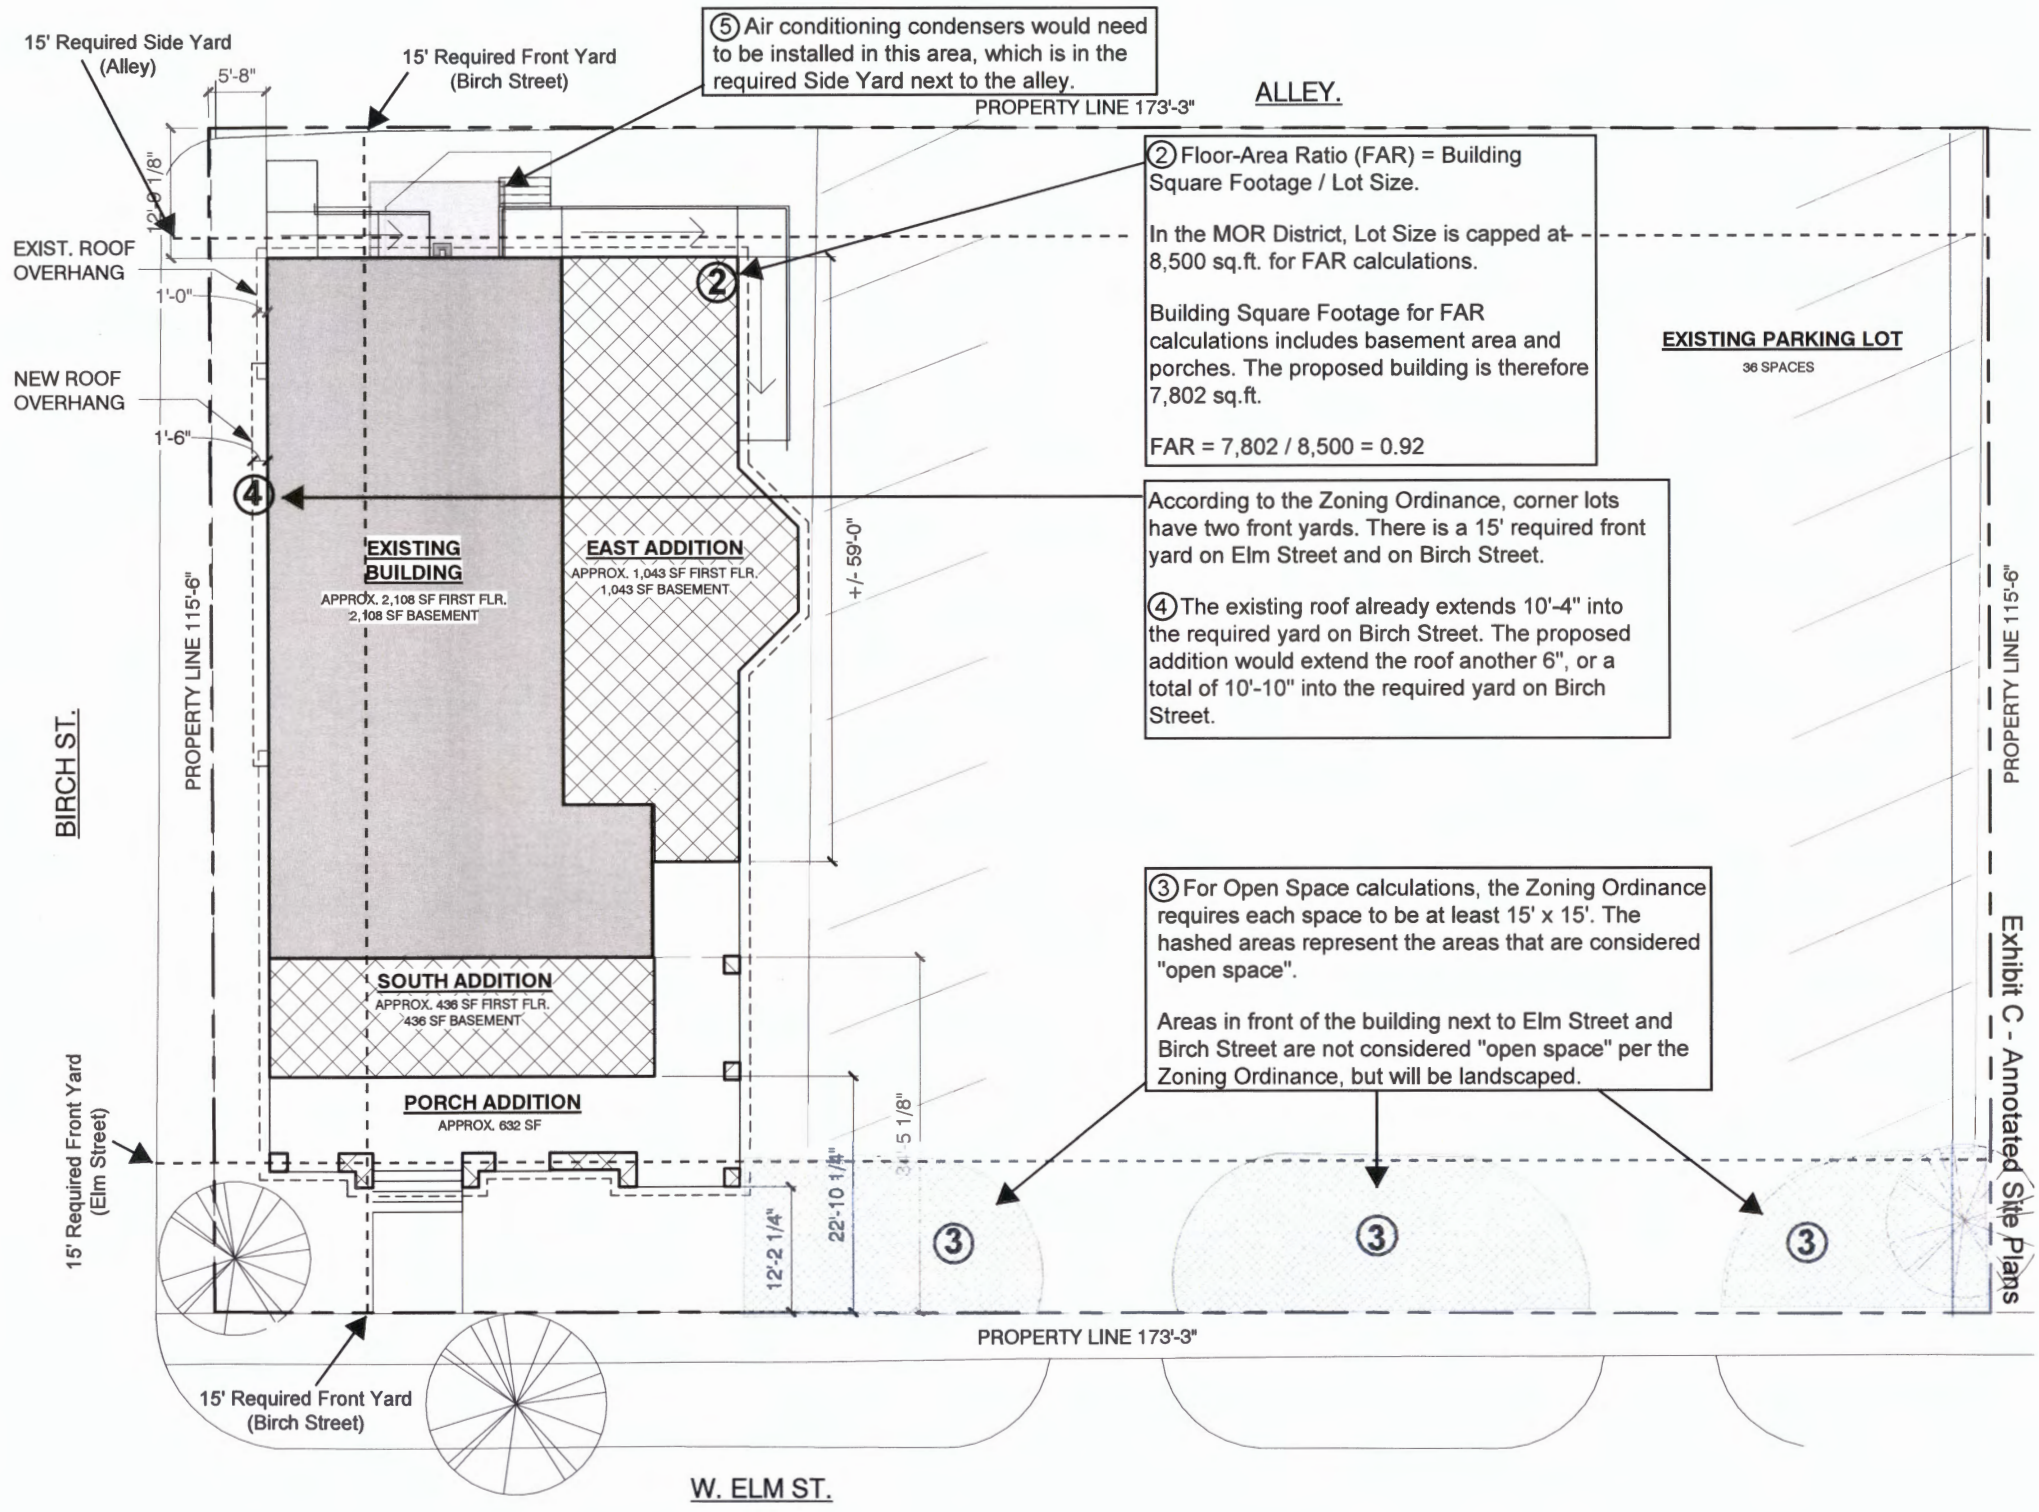 15' Required Side Yard
(Alley)
5'-8"
15' Required Front Yard
(Birch Street)
⑤ Air conditioning condensers would need
to be installed in this area, which is in the
required Side Yard next to the alley.
ALLEY.
PROPERTY LINE 173'-3"
② Floor-Area Ratio (FAR) = Building
Square Footage / Lot Size.
In the MOR District, Lot Size is capped at
8,500 sq.ft. for FAR calculations.
Building Square Footage for FAR
calculations includes basement area and
porches. The proposed building is therefore
7,802 sq.ft.
FAR = 7,802 / 8,500 = 0.92
EXIST. ROOF
OVERHANG
1'-0"
NEW ROOF
OVERHANG
1'-6"
②
④
EXISTING PARKING LOT
36 SPACES
According to the Zoning Ordinance, corner lots
have two front yards. There is a 15' required front
yard on Elm Street and on Birch Street.
④ The existing roof already extends 10'-4" into
the required yard on Birch Street. The proposed
addition would extend the roof another 6", or a
total of 10'-10" into the required yard on Birch
Street.
EXISTING
BUILDING
APPROX. 2,108 SF FIRST FLR.
2,108 SF BASEMENT
EAST ADDITION
APPROX. 1,043 SF FIRST FLR.
1,043 SF BASEMENT
+/- 59'-0"
PROPERTY LINE 115'-6"
PROPERTY LINE 115'-6"
BIRCH ST.
③ For Open Space calculations, the Zoning Ordinance
requires each space to be at least 15' x 15'. The
hashed areas represent the areas that are considered
"open space".
Areas in front of the building next to Elm Street and
Birch Street are not considered "open space" per the
Zoning Ordinance, but will be landscaped.
SOUTH ADDITION
APPROX. 436 SF FIRST FLR.
436 SF BASEMENT
PORCH ADDITION
APPROX. 632 SF
15' Required Front Yard
(Elm Street)
12'-2 1/4"
22'-10 1/4"
③
③
③
Exhibit C - Annotated Site Plans
PROPERTY LINE 173'-3"
15' Required Front Yard
(Birch Street)
W. ELM ST.